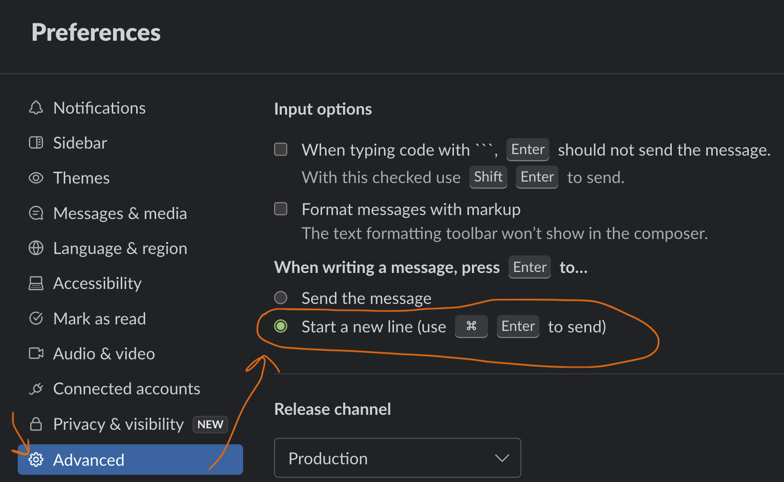 Preferences
Notifications
Sidebar
Themes
Messages & media
Language & region
Accessibility
Mark as read
Audio & video
Connected accounts
Privacy & visibility NEW
Advanced
Input options
When typing code with ```, Enter should not send the message.
With this checked use Shift Enter to send.
Format messages with markup
The text formatting toolbar won’t show in the composer.
When writing a message, press Enter to...
Send the message
Start a new line (use ⌘ Enter to send)
Release channel
Production